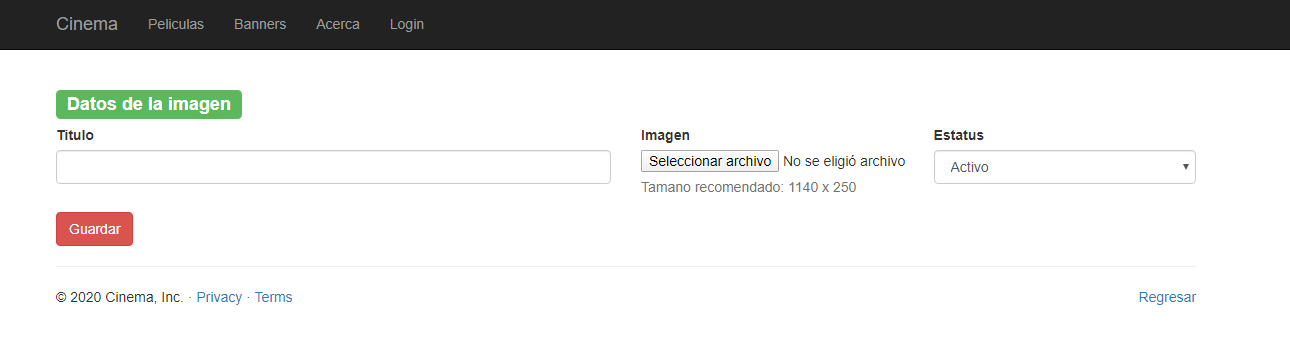 Cinema Peliculas Banners Acerca Login
Datos de la imagen
Titulo Imagen Estatus
Seleccionar archivo No se eligió archivo Activo
Tamano recomendado: 1140 x 250
Guardar
© 2020 Cinema, Inc. · Privacy · Terms Regresar